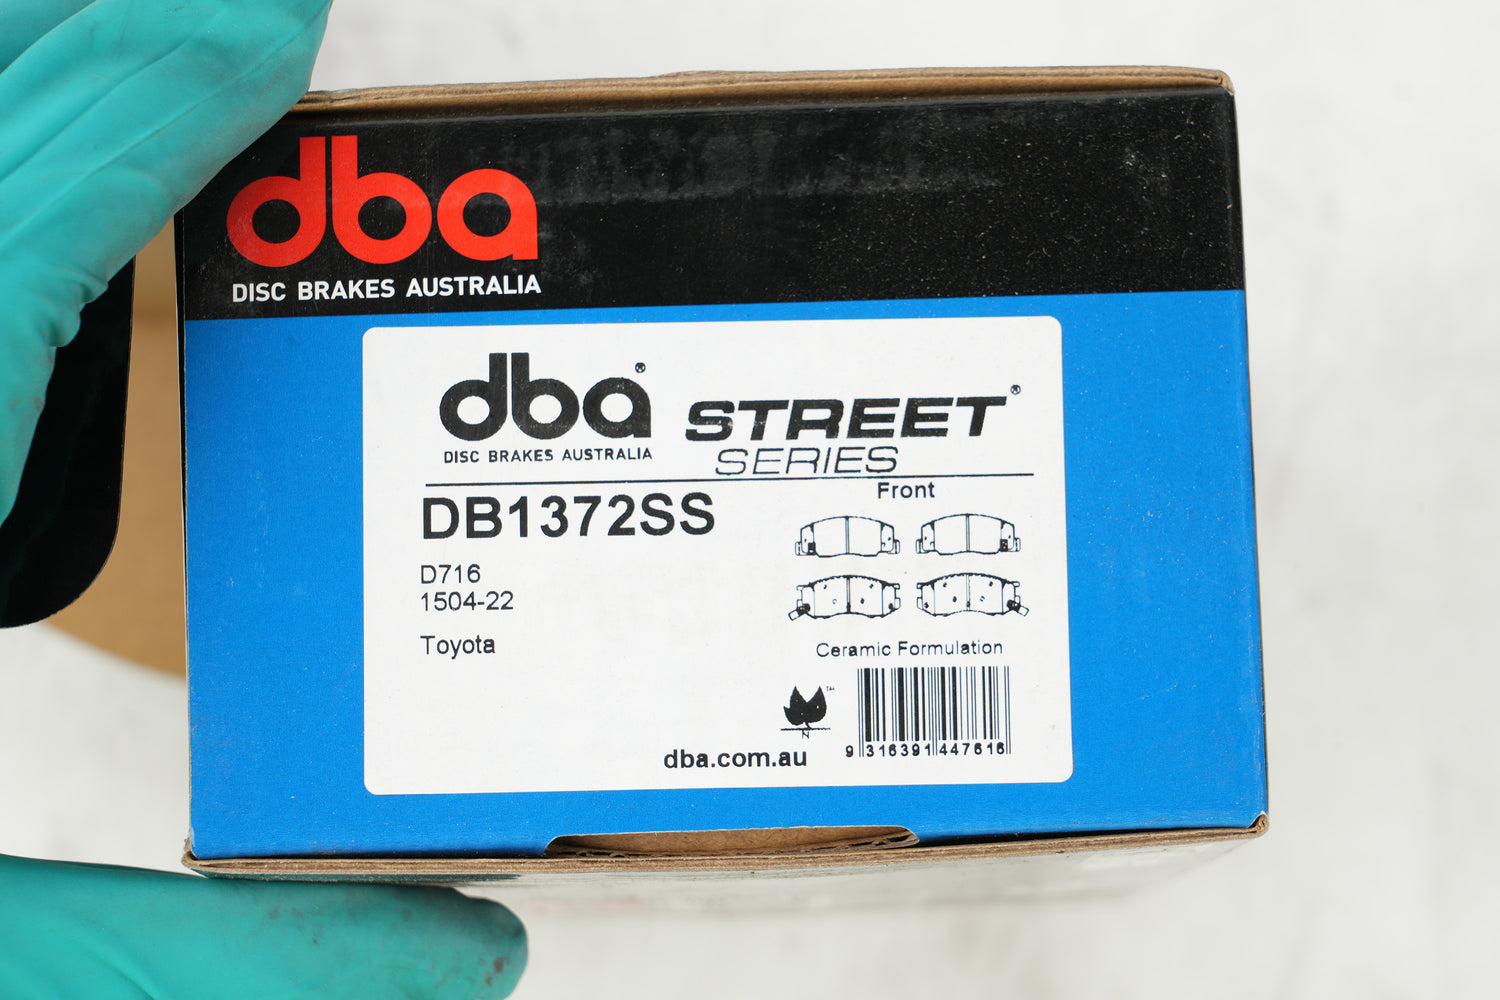 dba
DISC BRAKES AUSTRALIA
dba®
DISC BRAKES AUSTRALIA
STREET®
SERIES
Front
DB1372SS
D716
1504-22
Toyota
Ceramic Formulation
TM
N
dba.com.au
9 316391 447616